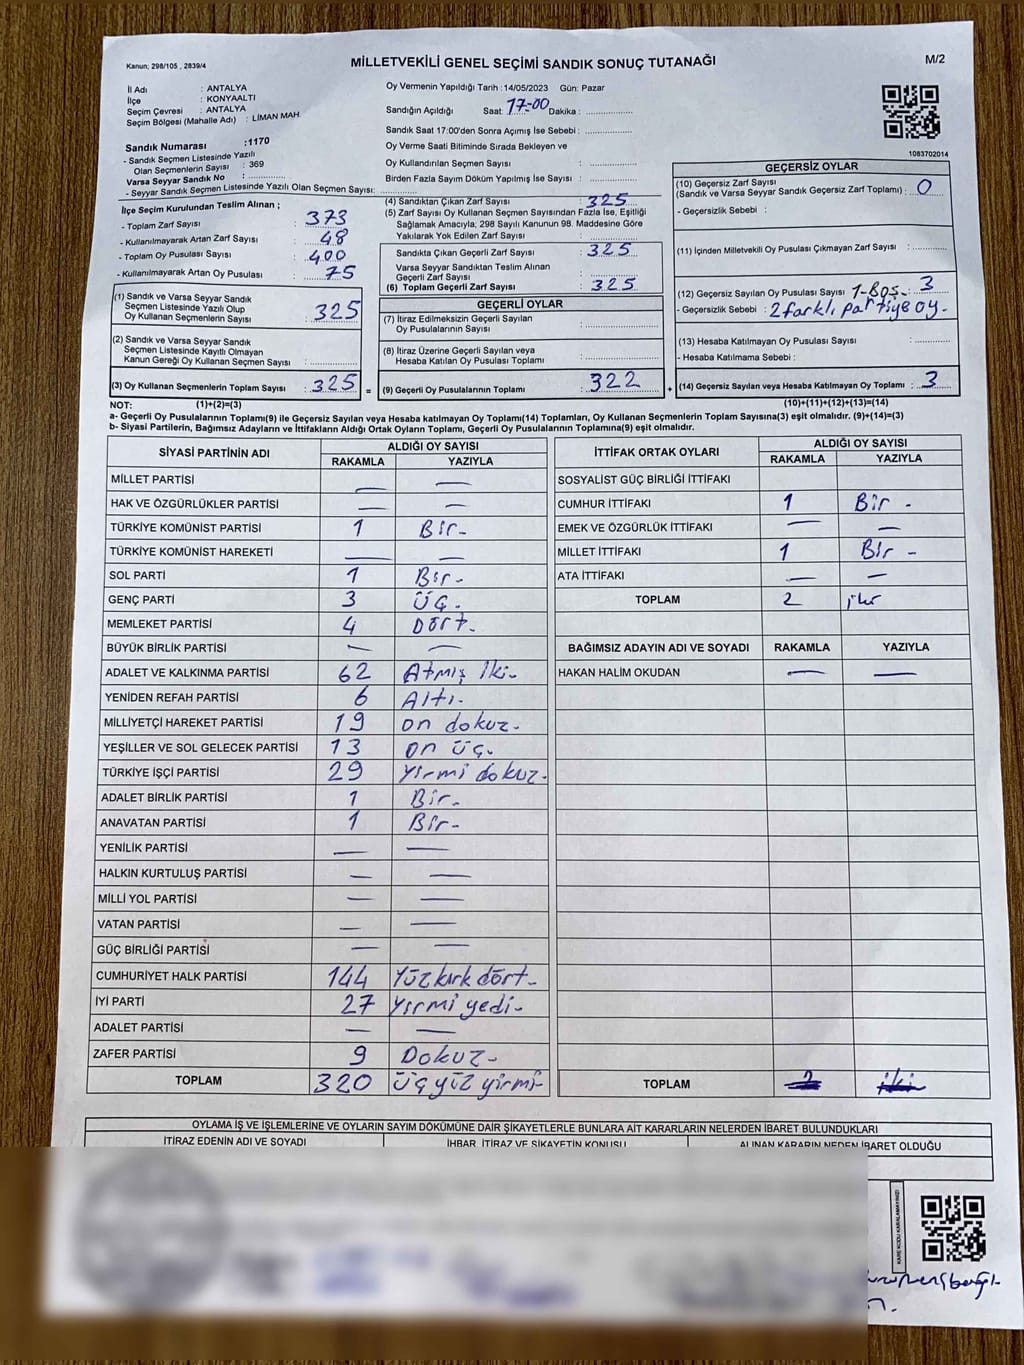 Kanun; 298/105 , 2839/4
MİLLETVEKİLİ GENEL SEÇİMİ SANDIK SONUÇ TUTANAĞI
M/2
İl Adı : ANTALYA
İlçe : KONYAALTI
Seçim Çevresi : ANTALYA
Seçim Bölgesi (Mahalle Adı) : LİMAN MAH.
Sandık Numarası :1170
- Sandık Seçmen Listesinde Yazılı
Olan Seçmenlerin Sayısı : 369
Varsa Seyyar Sandık No :
- Seyyar Sandık Seçmen Listesinde Yazılı Olan Seçmen Sayısı:
Oy Vermenin Yapıldığı Tarih : 14/05/2023 Gün: Pazar
Sandığın Açıldığı Saat: 17-00 Dakika :
Sandık Saat 17:00'den Sonra Açımış İse Sebebi :
Oy Verme Saati Bitiminde Sırada Bekleyen ve
Oy Kullandırılan Seçmen Sayısı :
Birden Fazla Sayım Döküm Yapılmış İse Sayısı :
1083702014
İlçe Seçim Kurulundan Teslim Alınan ;
- Toplam Zarf Sayısı : 373
- Kullanılmayarak Artan Zarf Sayısı : 48
- Toplam Oy Pusulası Sayısı : 400
- Kullanılmayarak Artan Oy Pusulası : 75
(4) Sandıktan Çıkan Zarf Sayısı : 325
(5) Zarf Sayısı Oy Kullanan Seçmen Sayısından Fazla İse, Eşitliği
Sağlamak Amacıyla, 298 Sayılı Kanunun 98. Maddesine Göre
Yakılarak Yok Edilen Zarf Sayısı :
Sandıkta Çıkan Geçerli Zarf Sayısı : 325
Varsa Seyyar Sandıktan Teslim Alınan
Geçerli Zarf Sayısı :
(6) Toplam Geçerli Zarf Sayısı : 325
GEÇERSİZ OYLAR
(10) Geçersiz Zarf Sayısı
(Sandık ve Varsa Seyyar Sandık Geçersiz Zarf Toplamı) : 0
- Geçersizlik Sebebi :
(11) İçinden Milletvekili Oy Pusulası Çıkmayan Zarf Sayısı :
(12) Geçersiz Sayılan Oy Pusulası Sayısı 1-Boş- 3
- Geçersizlik Sebebi : 2 farklı partiye oy-
(13) Hesaba Katılmayan Oy Pusulası Sayısı :
- Hesaba Katılmama Sebebi :
(14) Geçersiz Sayılan veya Hesaba Katılmayan Oy Toplamı : 3
(1) Sandık ve Varsa Seyyar Sandık
Seçmen Listesinde Yazılı Olup
Oy Kullanan Seçmenlerin Sayısı : 325
(2) Sandık ve Varsa Seyyar Sandık
Seçmen Listesinde Kayıtlı Olmayan
Kanun Gereği Oy Kullanan Seçmen Sayısı :
(3) Oy Kullanan Seçmenlerin Toplam Sayısı : 325 =
GEÇERLİ OYLAR
(7) İtiraz Edilmeksizin Geçerli Sayılan
Oy Pusulalarının Sayısı :
(8) İtiraz Üzerine Geçerli Sayılan veya
Hesaba Katılan Oy Pusulası Toplamı :
(9) Geçerli Oy Pusulalarının Toplamı : 322 +
NOT: (1)+(2)=(3) (10)+(11)+(12)+(13)=(14)
a- Geçerli Oy Pusulalarının Toplamı(9) ile Geçersiz Sayılan veya Hesaba katılmayan Oy Toplamı(14) Toplamları, Oy Kullanan Seçmenlerin Toplam Sayısına(3) eşit olmalıdır. (9)+(14)=(3)
b- Siyasi Partilerin, Bağımsız Adayların ve İttifakların Aldığı Ortak Oyların Toplamı, Geçerli Oy Pusulalarının Toplamına(9) eşit olmalıdır.
SİYASİ PARTİNİN ADI ALDIĞI OY SAYISI
RAKAMLA YAZIYLA
MİLLET PARTİSİ — —
HAK VE ÖZGÜRLÜKLER PARTİSİ — —
TÜRKİYE KOMÜNİST PARTİSİ 1 Bir-
TÜRKİYE KOMÜNİST HAREKETİ — —
SOL PARTİ 1 Bir-
GENÇ PARTİ 3 üç-
MEMLEKET PARTİSİ 4 Dört-
BÜYÜK BİRLİK PARTİSİ — —
ADALET VE KALKINMA PARTİSİ 62 Atmış iki-
YENİDEN REFAH PARTİSİ 6 Altı-
MİLLİYETÇİ HAREKET PARTİSİ 19 on dokuz-
YEŞİLLER VE SOL GELECEK PARTİSİ 13 on üç-
TÜRKİYE İŞÇİ PARTİSİ 29 yirmi dokuz-
ADALET BİRLİK PARTİSİ 1 Bir-
ANAVATAN PARTİSİ 1 Bir-
YENİLİK PARTİSİ — —
HALKIN KURTULUŞ PARTİSİ — —
MİLLİ YOL PARTİSİ — —
VATAN PARTİSİ — —
GÜÇ BİRLİĞİ PARTİSİ — —
CUMHURİYET HALK PARTİSİ 144 Yüzkırk dört-
İYİ PARTİ 27 yirmi yedi-
ADALET PARTİSİ — —
ZAFER PARTİSİ 9 Dokuz-
TOPLAM 320 üçyüz yirmi-
İTTİFAK ORTAK OYLARI ALDIĞI OY SAYISI
RAKAMLA YAZIYLA
SOSYALIST GÜÇ BİRLİĞİ İTTİFAKI
CUMHUR İTTİFAKI 1 Bir -
EMEK VE ÖZGÜRLÜK İTTİFAKI — —
MİLLET İTTİFAKI 1 Bir -
ATA İTTİFAKI — —
TOPLAM 2 iki
BAĞIMSIZ ADAYIN ADI VE SOYADI RAKAMLA YAZIYLA
HAKAN HALİM OKUDAN — —
TOPLAM 2 iki
OYLAMA İŞ VE İŞLEMLERİNE VE OYLARIN SAYIM DÖKÜMÜNE DAİR ŞİKAYETLERLE BUNLARA AİT KARARLARIN NELERDEN İBARET BULUNDUKLARI
İTİRAZ EDENİN ADI VE SOYADI İHBAR, İTİRAZ VE ŞİKAYETİN KONUSU ALINAN KARARIN NEDEN İBARET OLDUĞU
KARE KODU KARALAMAYINIZ!